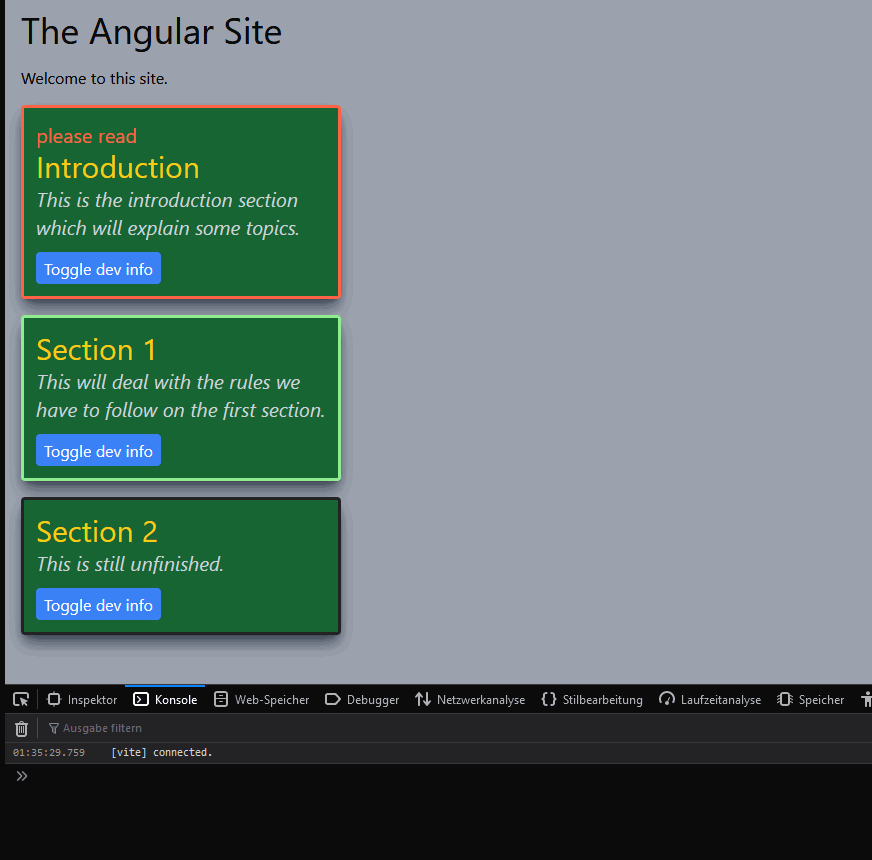 The Angular Site
Welcome to this site.
please read
Introduction
This is the introduction section
which will explain some topics.
Toggle dev info
Section 1
This will deal with the rules we
have to follow on the first section.
Toggle dev info
Section 2
This is still unfinished.
Toggle dev info
Inspektor Konsole Web-Speicher Debugger Netzwerkanalyse Stilbearbeitung Laufzeitanalyse Speicher
Ausgabe filtern
01:35:29.759 [vite] connected.